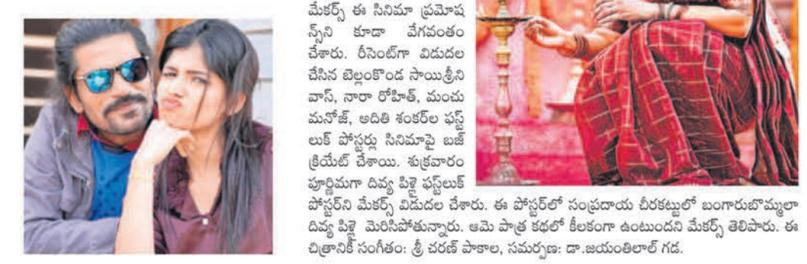 మేకర్స్ ఈ సినిమా ప్రమోష
న్స్‌ని కూడా వేగవంతం
చేశారు. రీసెంట్‌గా విడుదల
చేసిన బెల్లంకొండ సాయిశ్రీని
వాస్, నారా రోహిత్, మంచు
మనోజ్, అదితి శంకర్‌ల ఫస్ట్
లుక్ పోస్టర్లు సినిమాపై బజ్
క్రియేట్ చేశాయి. శుక్రవారం
పూర్ణిమగా దివ్య పిళ్లై ఫస్ట్‌లుక్
పోస్టర్‌ని మేకర్స్ విడుదల చేశారు. ఈ పోస్టర్‌లో సంప్రదాయ చీరకట్టులో బంగారుబొమ్మలా
దివ్య పిళ్లై మెరిసిపోతున్నారు. ఆమె పాత్ర కథలో కీలకంగా ఉంటుందని మేకర్స్ తెలిపారు. ఈ
చిత్రానికి సంగీతం: శ్రీ చరణ్ పాకాల, సమర్పణ: డా.జయంతిలాల్ గడ.